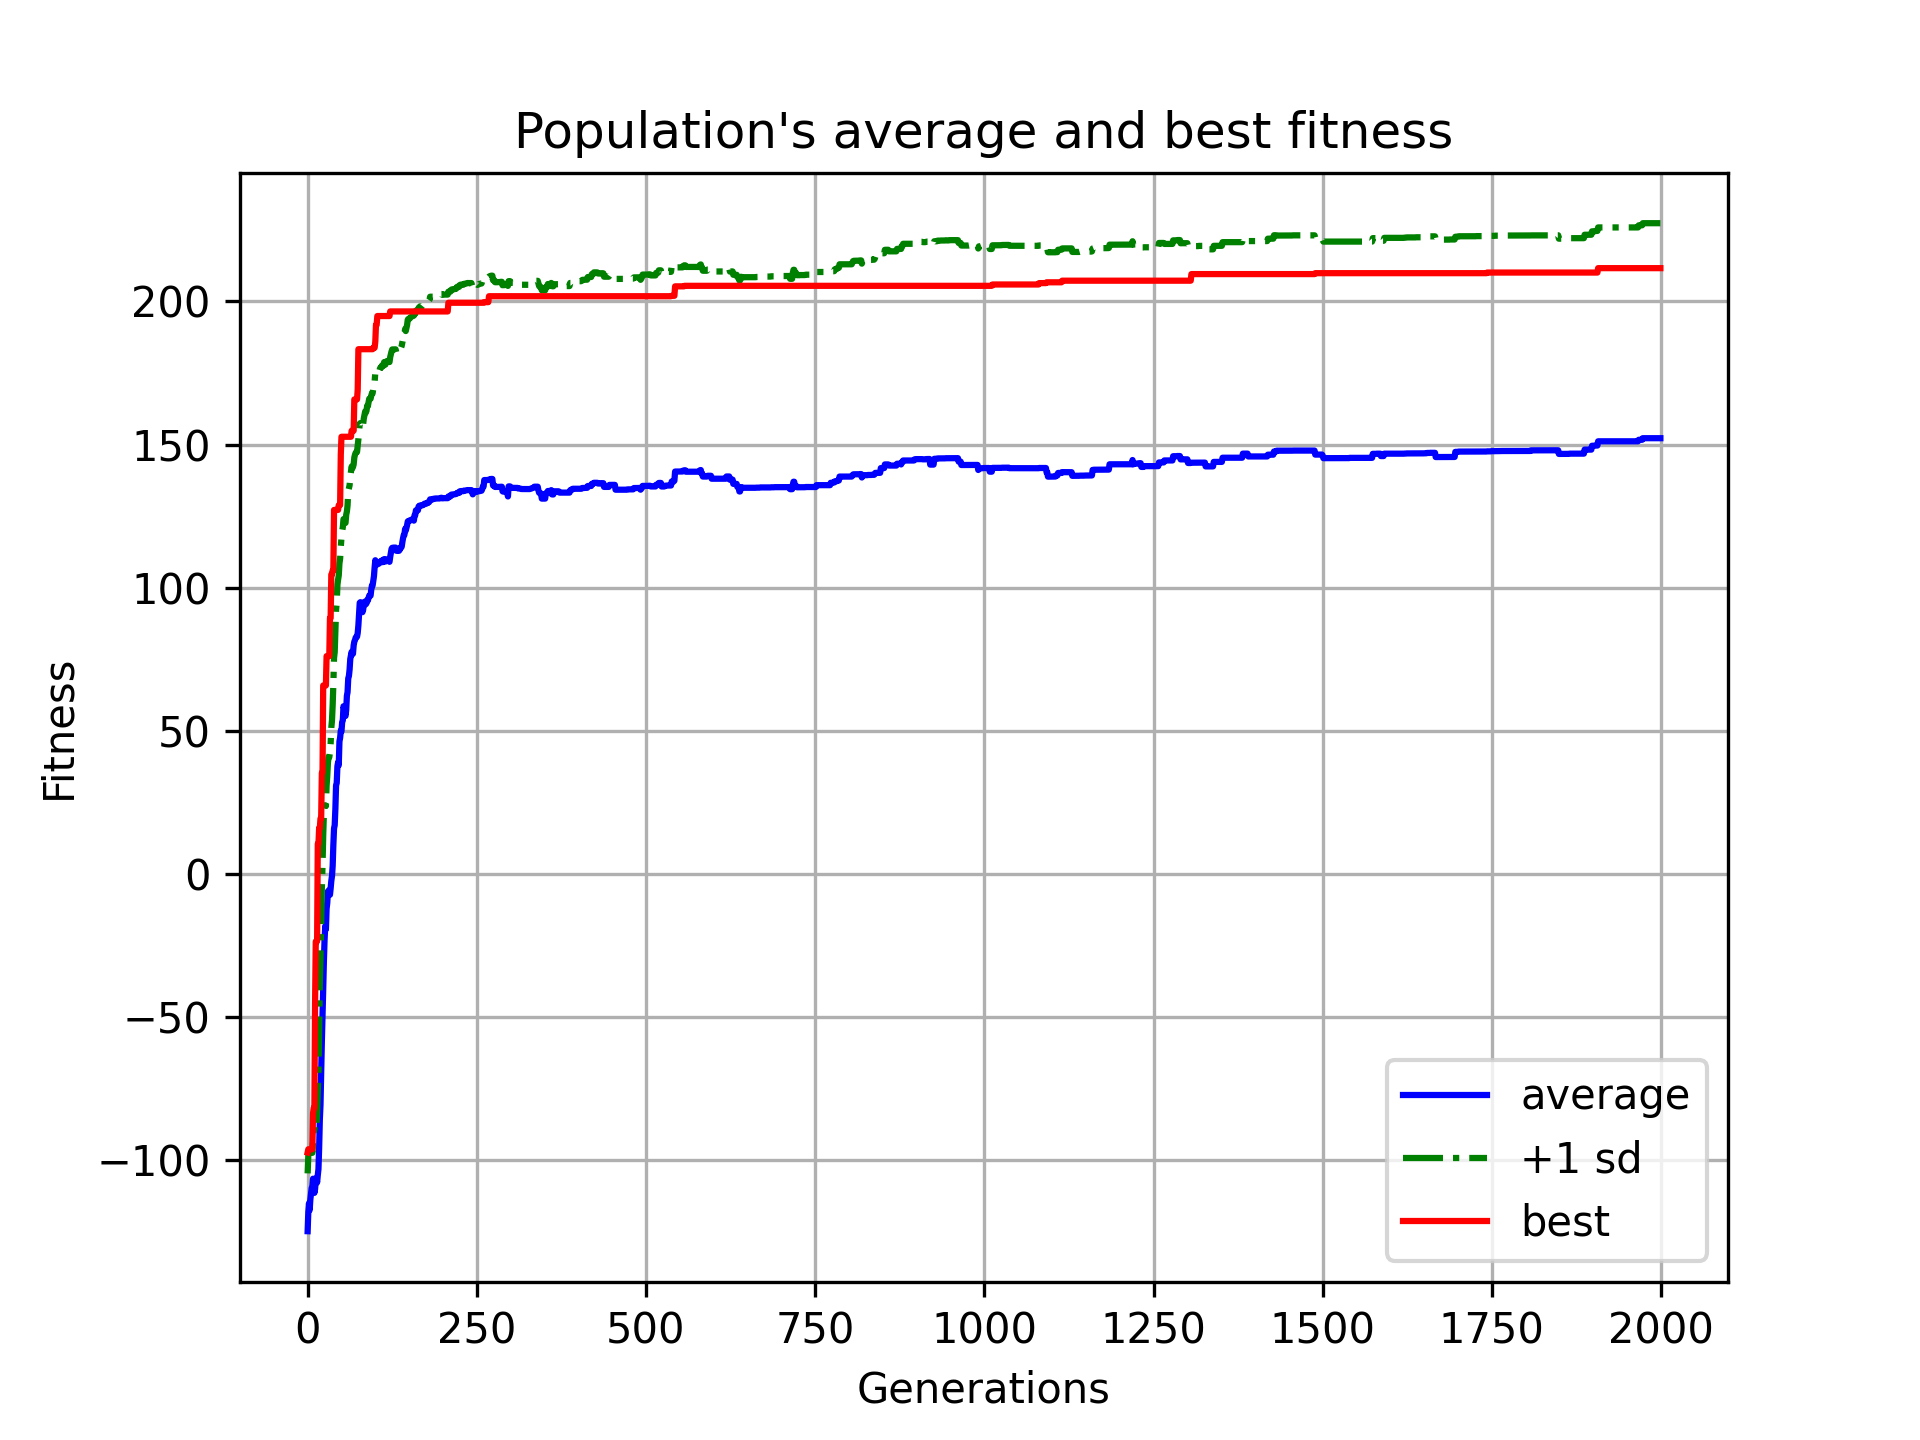 Population's average and best fitness
Fitness
200
150
100
50
0
−50
−100
0 250 500 750 1000 1250 1500 1750 2000
Generations
average
+1 sd
best